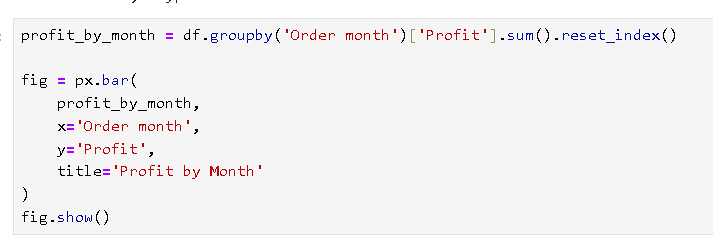 profit_by_month = df.groupby('Order month')['Profit'].sum().reset_index()
fig = px.bar(
    profit_by_month,
    x='Order month',
    y='Profit',
    title='Profit by Month'
)
fig.show()